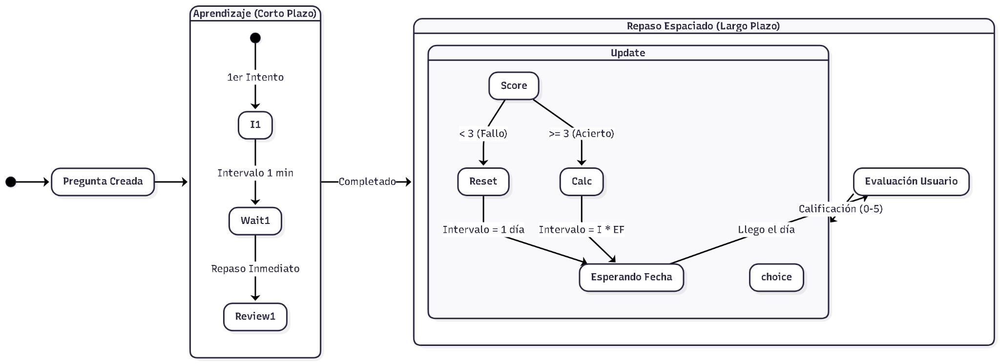 Aprendizaje (Corto Plazo)
1er Intento
I1
Intervalo 1 min
Pregunta Creada
Wait1
Repaso Inmediato
Review1
Completado
Repaso Espaciado (Largo Plazo)
Update
Score
< 3 (Fallo)
>= 3 (Acierto)
Reset
Calc
Evaluación Usuario
Calificación (0-5)
Intervalo = 1 día
Intervalo = I * EF
Llego el día
Esperando Fecha
choice